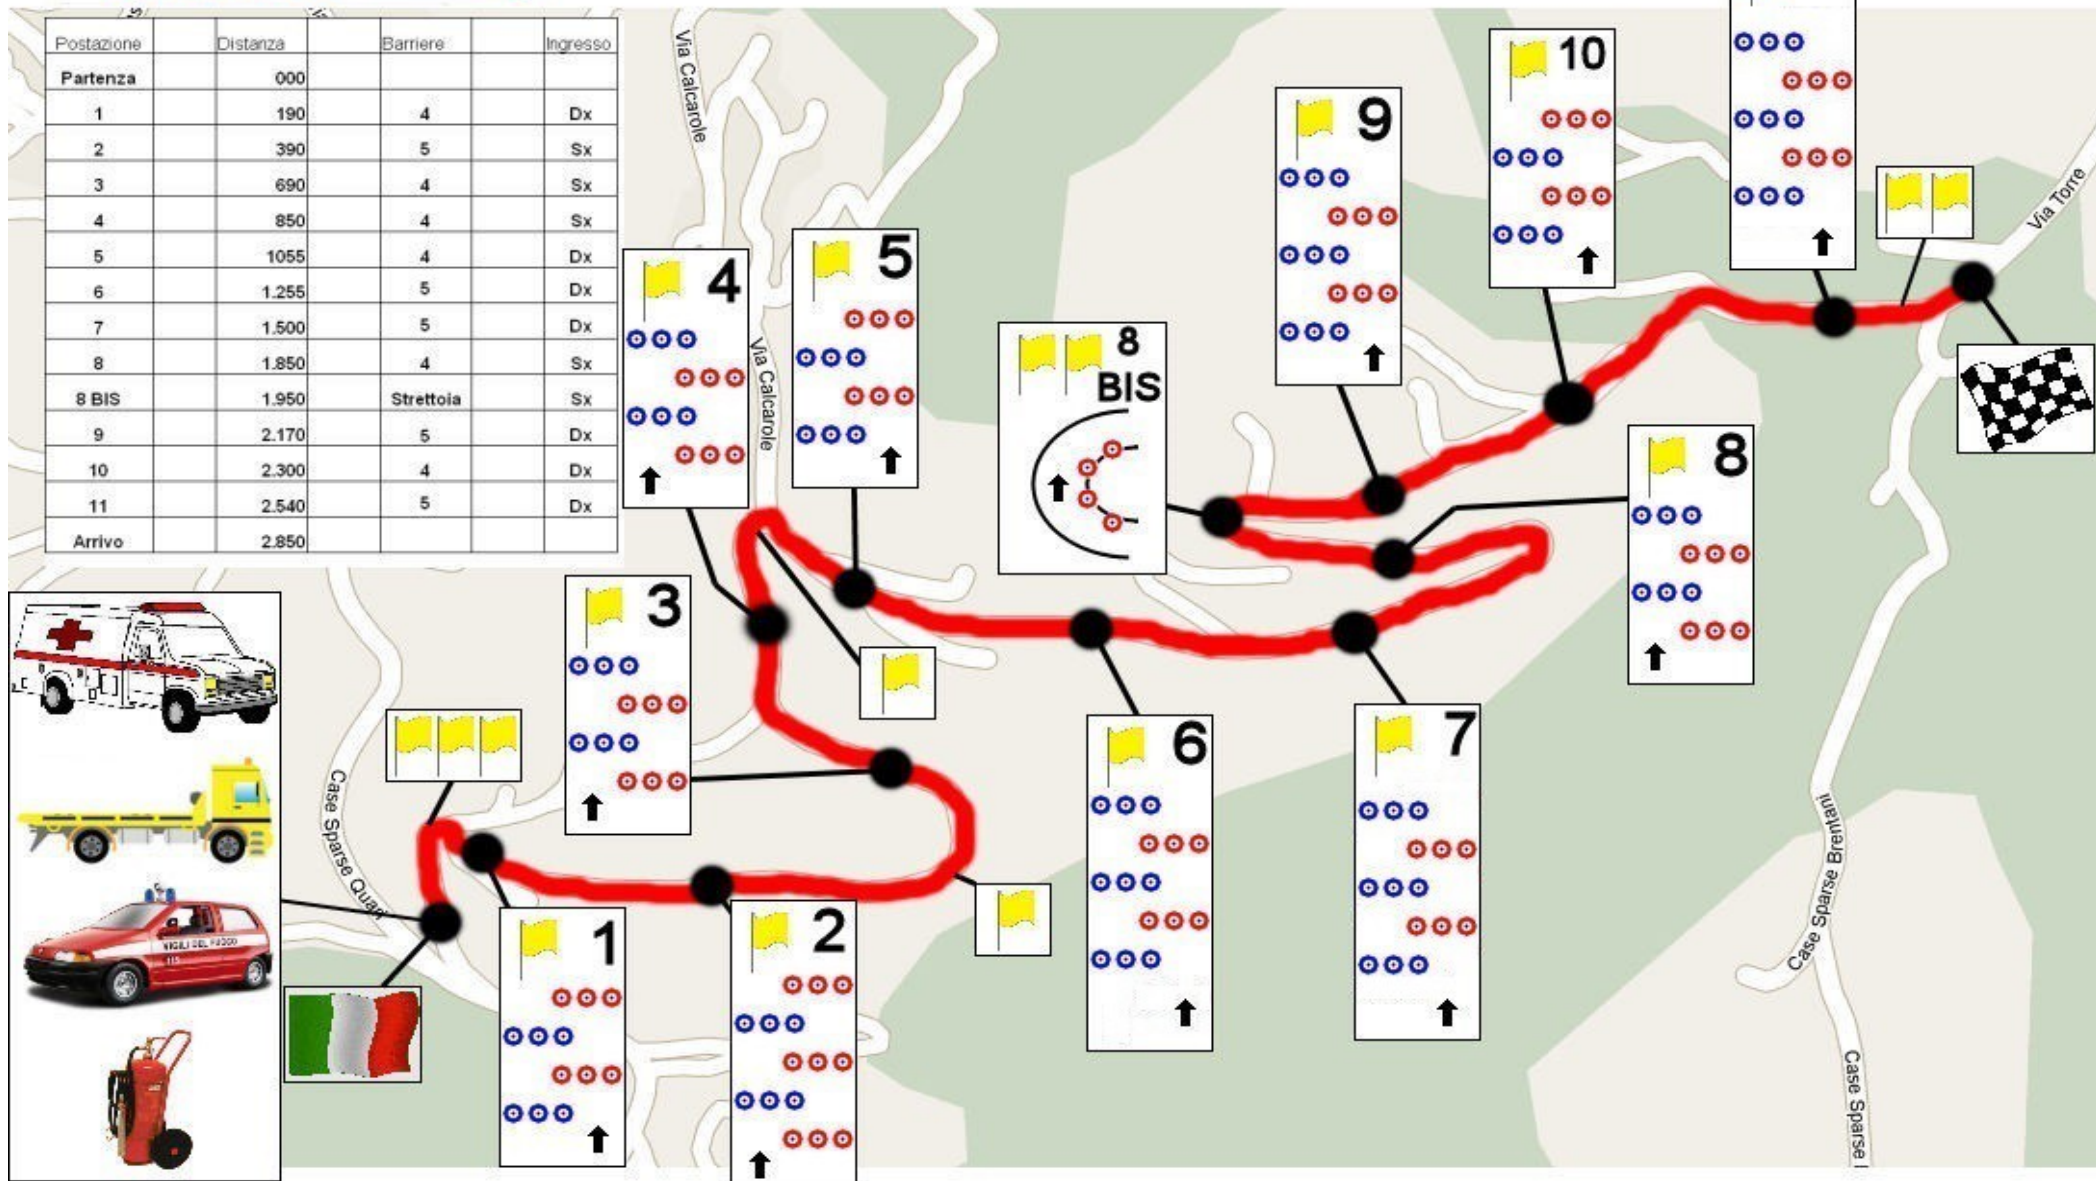 Postazione Distanza Barriere Ingresso
Partenza 000
1 190 4 Dx
2 390 5 Sx
3 690 4 Sx
4 850 4 Sx
5 1055 4 Dx
6 1.255 5 Dx
7 1.500 5 Dx
8 1.850 4 Sx
8 BIS 1.950 Strettoia Sx
9 2.170 5 Dx
10 2.300 4 Dx
11 2.540 5 Dx
Arrivo 2.850
Via Calcarole
Via Calcarole
4
5
8
BIS
9
10
Via Torre
8
3
6
7
1
2
Case Sparse Quari
VIGILI DEL FUOCO
115
Case Sparse Brentani
Case Sparse